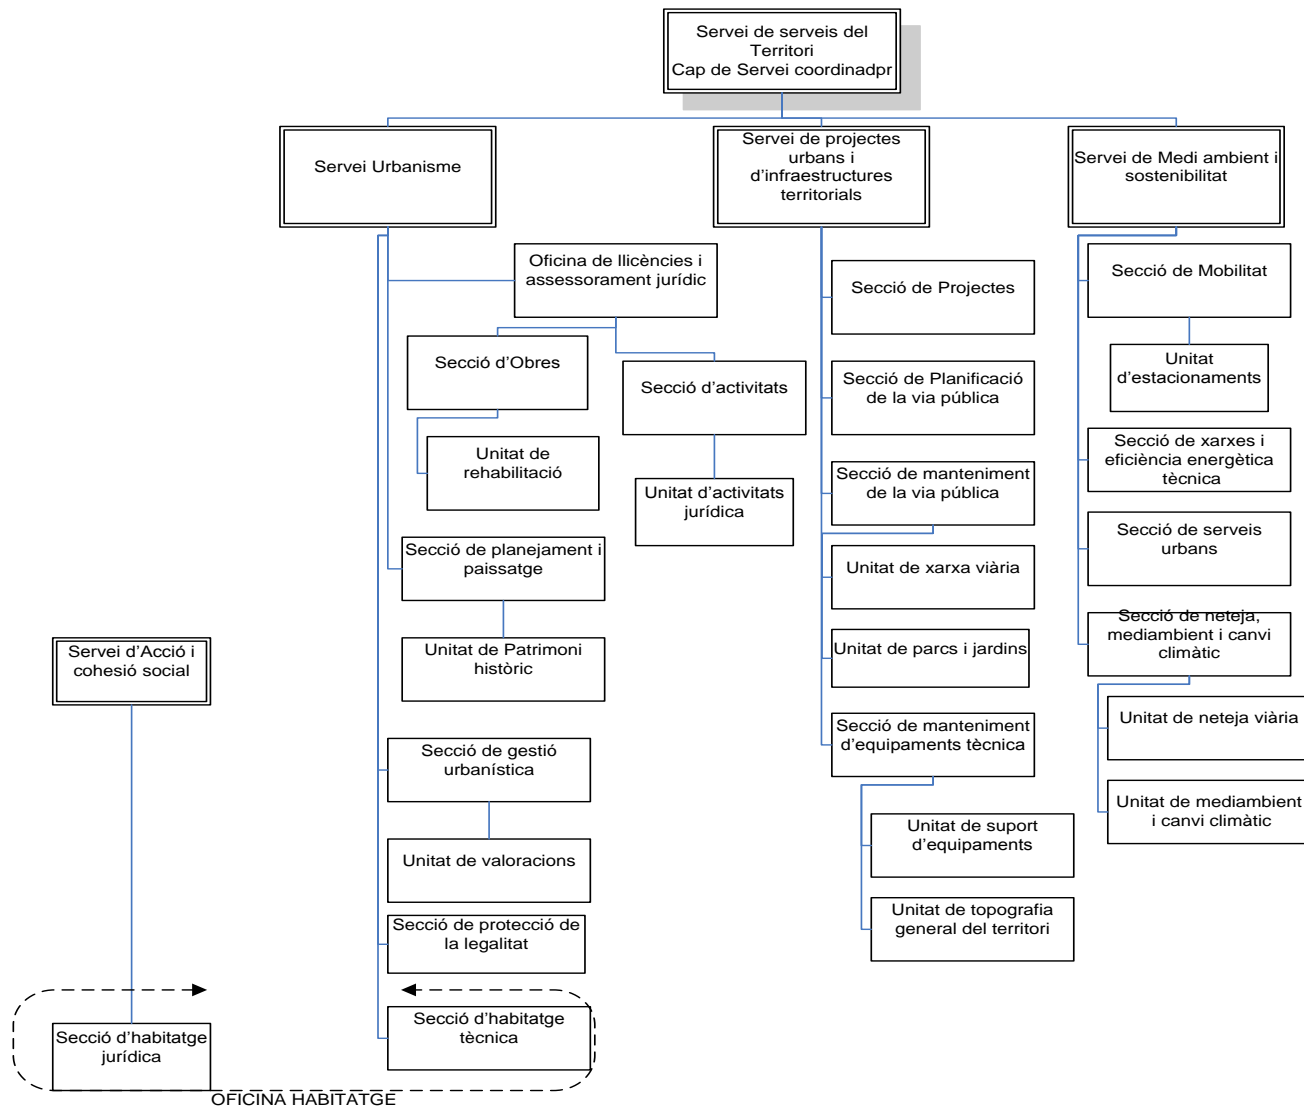 Servei de serveis del
Territori
Cap de Servei coordinadpr
Servei Urbanisme
Servei de projectes
urbans i
d’infraestructures
territorials
Servei de Medi ambient i
sostenibilitat
Oficina de llicències i
assessorament jurídic
Secció d’Obres
Secció d’activitats
Unitat de
rehabilitació
Unitat d’activitats
jurídica
Secció de planejament i
paissatge
Unitat de Patrimoni
històric
Secció de gestió
urbanística
Unitat de valoracions
Secció de protecció de
la legalitat
Secció d’habitatge
tècnica
Secció de Projectes
Secció de Planificació
de la via pública
Secció de manteniment
de la via pública
Unitat de xarxa viària
Unitat de parcs i jardins
Secció de manteniment
d’equipaments tècnica
Unitat de suport
d’equipaments
Unitat de topografia
general del territori
Secció de Mobilitat
Unitat
d’estacionaments
Secció de xarxes i
eficiència energètica
tècnica
Secció de serveis
urbans
Secció de neteja,
mediambient i canvi
climàtic
Unitat de neteja viària
Unitat de mediambient
i canvi climàtic
Servei d’Acció i
cohesió social
Secció d’habitatge
jurídica
OFICINA HABITATGE